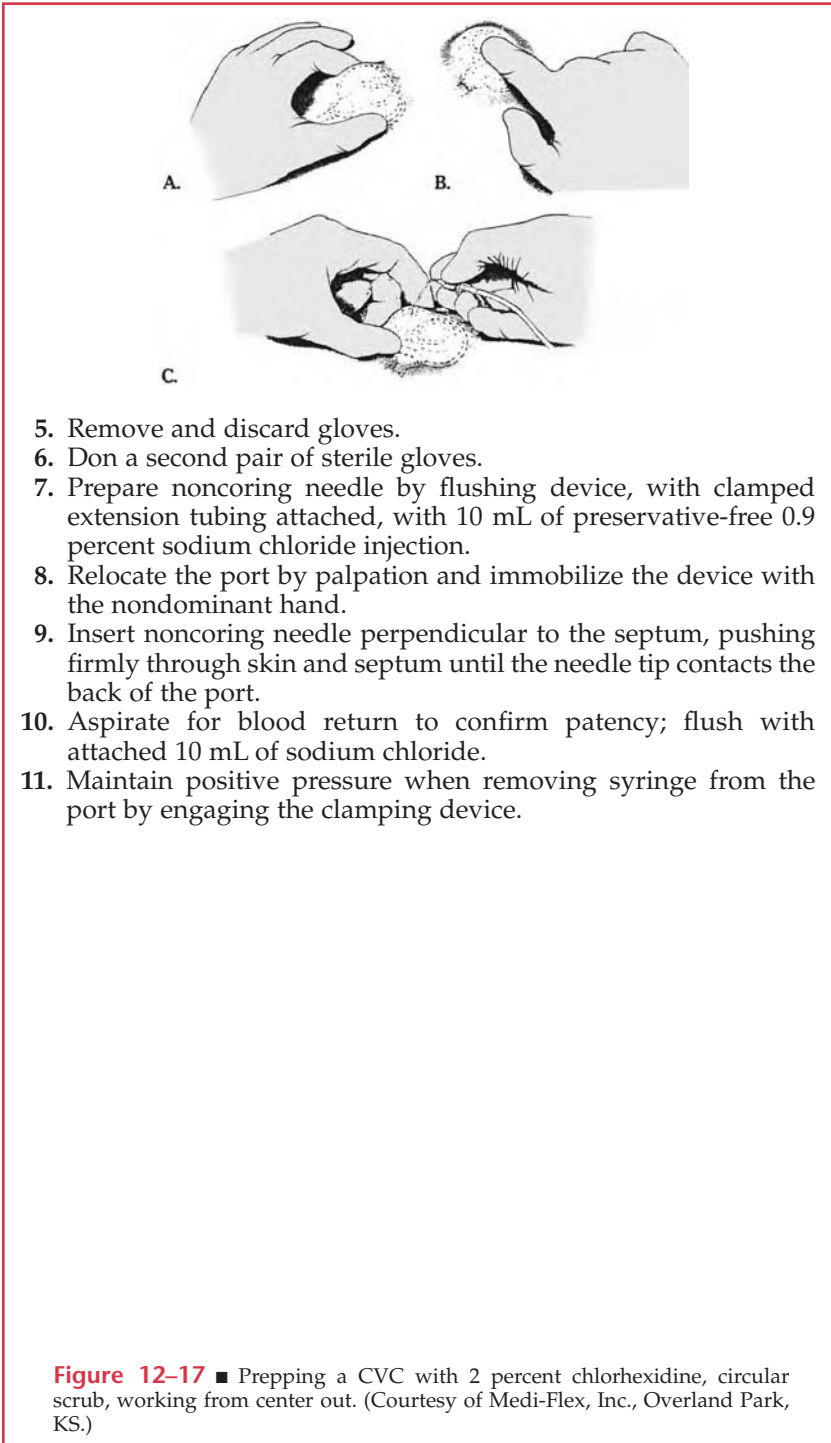 A.
B.
C.
5. Remove and discard gloves.
6. Don a second pair of sterile gloves.
7. Prepare noncoring needle by flushing device, with clamped
extension tubing attached, with 10 mL of preservative-free 0.9
percent sodium chloride injection.
8. Relocate the port by palpation and immobilize the device with
the nondominant hand.
9. Insert noncoring needle perpendicular to the septum, pushing
firmly through skin and septum until the needle tip contacts the
back of the port.
10. Aspirate for blood return to confirm patency; flush with
attached 10 mL of sodium chloride.
11. Maintain positive pressure when removing syringe from the
port by engaging the clamping device.
Figure 12–17 ■ Prepping a CVC with 2 percent chlorhexidine, circular
scrub, working from center out. (Courtesy of Medi-Flex, Inc., Overland Park,
KS.)